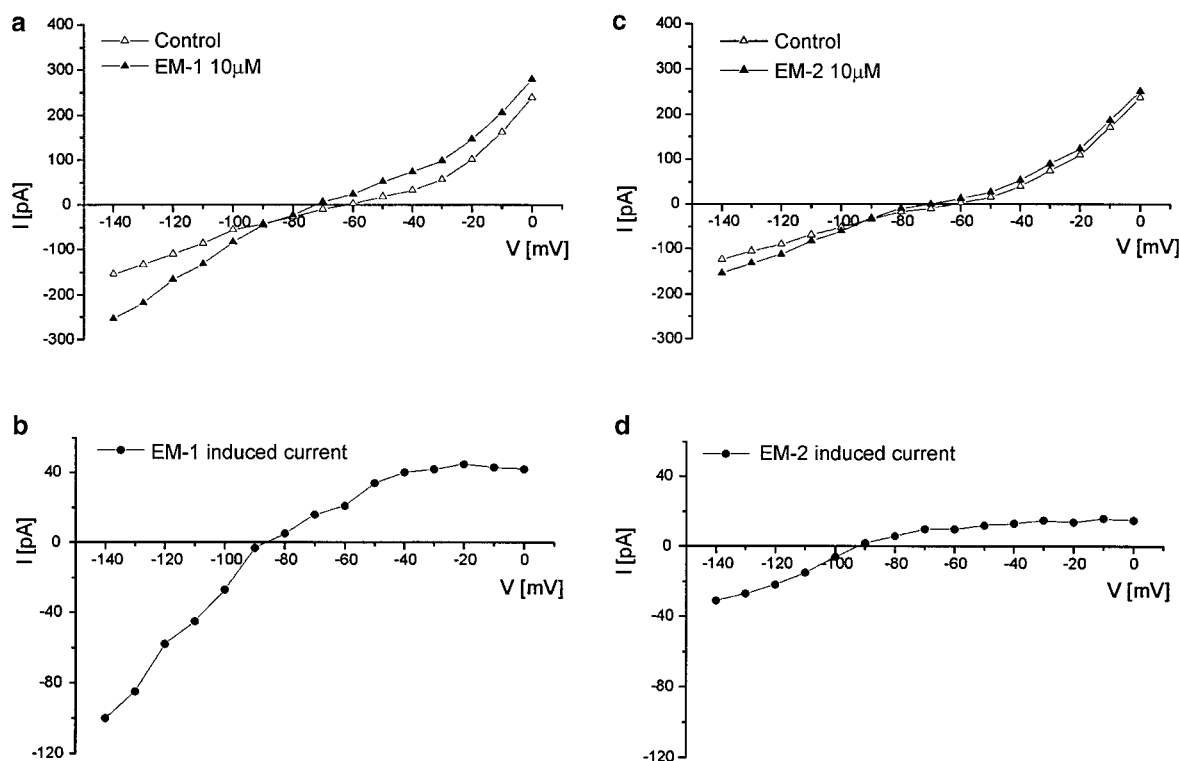 a
400
300
200
100
0
-100
-200
-300
I [pA]
-140 -120 -100 -80 -60 -40 -20 0
V [mV]
Control
EM-1 10μM
c
400
300
200
100
0
-100
-200
-300
I [pA]
-140 -120 -100 -80 -60 -40 -20 0
V [mV]
Control
EM-2 10μM
b
40
0
-40
-80
-120
I [pA]
-140 -120 -100 -80 -60 -40 -20 0
V [mV]
EM-1 induced current
d
40
0
-40
-80
-120
I [pA]
-140 -120 -100 -80 -60 -40 -20 0
V [mV]
EM-2 induced current